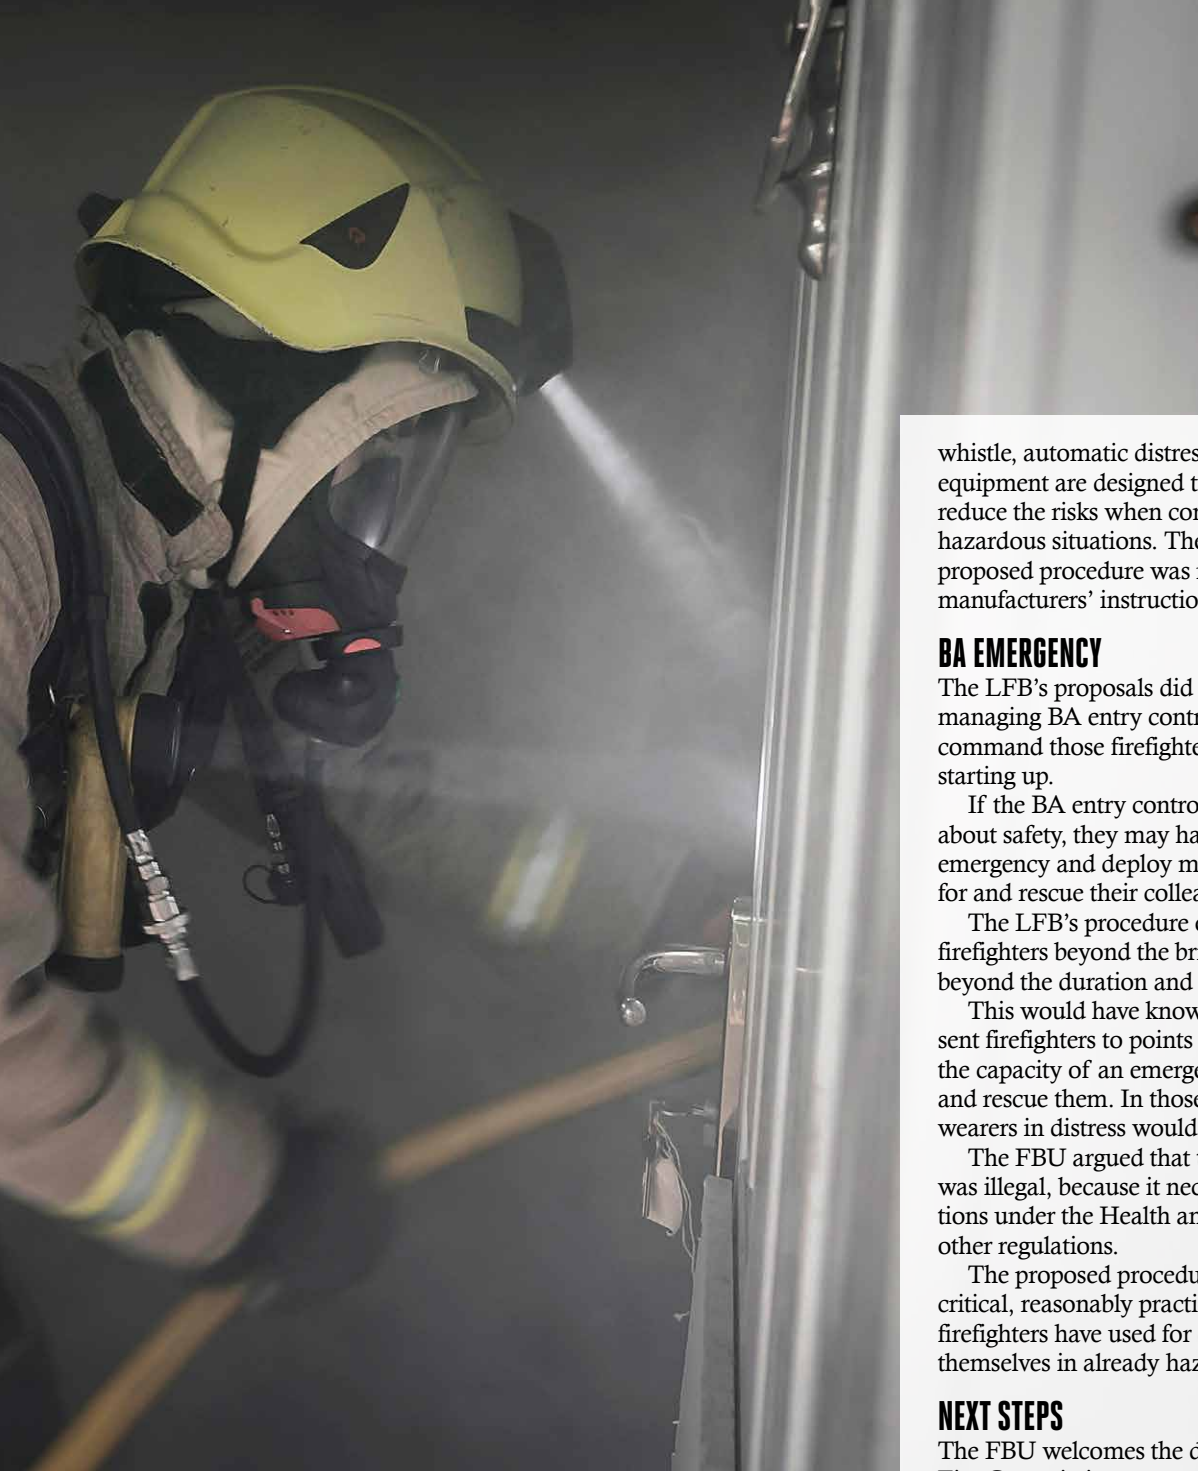 whistle, automatic distres
equipment are designed t
reduce the risks when con
hazardous situations. The
proposed procedure was
manufacturers’ instructio
BA EMERGENCY
The LFB’s proposals did
managing BA entry contr
command those firefighte
starting up.
If the BA entry contro
about safety, they may ha
emergency and deploy m
for and rescue their collea
The LFB’s procedure
firefighters beyond the bri
beyond the duration and
This would have know
sent firefighters to points
the capacity of an emerge
and rescue them. In those
wearers in distress would
The FBU argued that
was illegal, because it neg
tions under the Health an
other regulations.
The proposed procedu
critical, reasonably practi
firefighters have used for
themselves in already haz
NEXT STEPS
The FBU welcomes the d